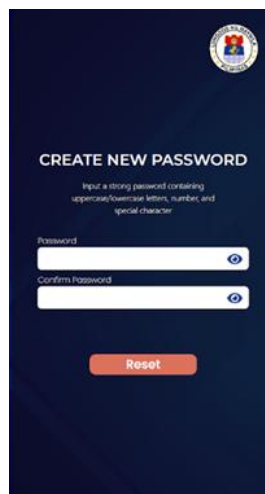 CREATE NEW PASSWORD
Input a strong password containing
uppercase/lowercase letters, number, and
special character
Password
Confirm Password
Reset